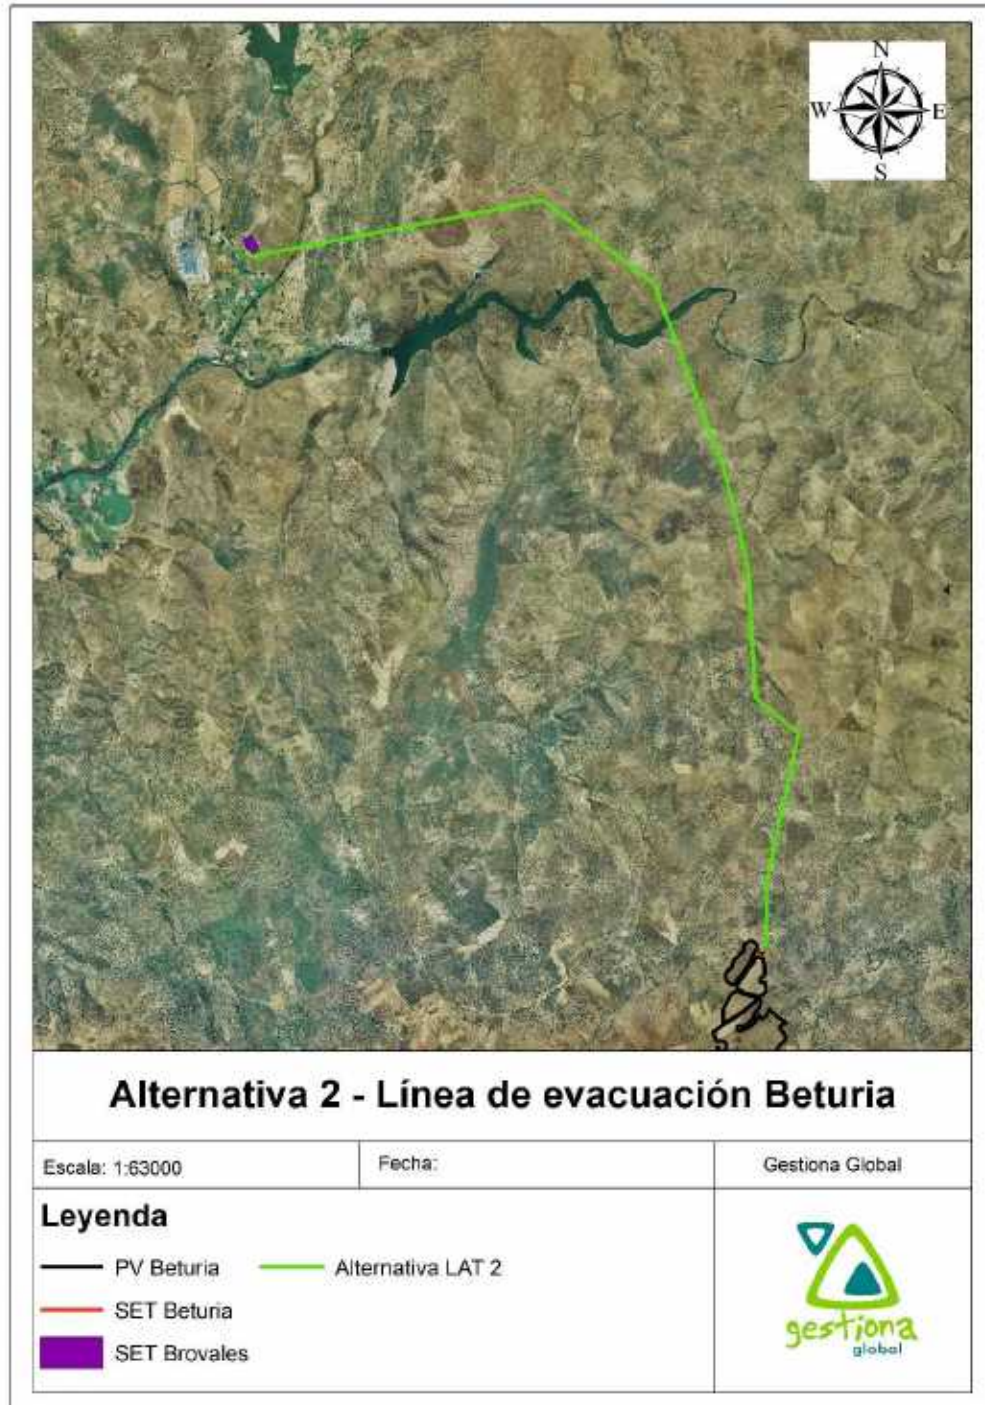 N
W E
S
Alternativa 2 - Línea de evacuación Beturia
Escala: 1:63000
Fecha:
Gestiona Global
Leyenda
PV Beturia
Alternativa LAT 2
SET Beturia
SET Brovales
gestiona
global